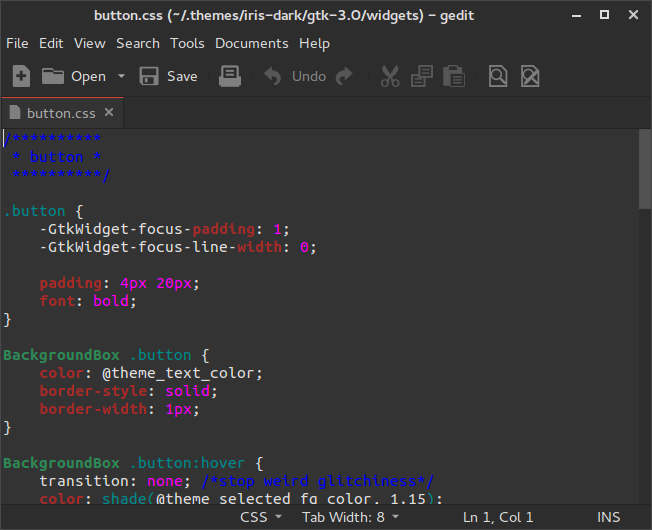 button.css (~/.themes/iris-dark/gtk-3.0/widgets) – gedit
File Edit View Search Tools Documents Help
Open Save Undo
button.css
/**********
 * button *
 **********/
.button {
    -GtkWidget-focus-padding: 1;
    -GtkWidget-focus-line-width: 0;
    padding: 4px 20px;
    font: bold;
}
BackgroundBox .button {
    color: @theme_text_color;
    border-style: solid;
    border-width: 1px;
}
BackgroundBox .button:hover {
    transition: none; /*stop weird glitchiness*/
    color: shade(@theme_selected_fg_color, 1.15);
CSS Tab Width: 8 Ln 1, Col 1 INS